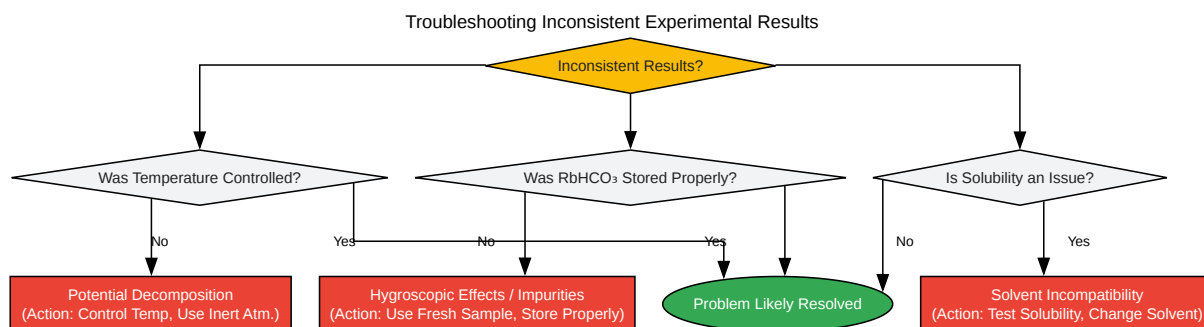 Troubleshooting Inconsistent Experimental Results
Inconsistent Results?
Was Temperature Controlled?
Was RbHCO₃ Stored Properly?
Is Solubility an Issue?
No
Yes
No
Yes
No
Yes
Potential Decomposition
(Action: Control Temp, Use Inert Atm.)
Hygroscopic Effects / Impurities
(Action: Use Fresh Sample, Store Properly)
Problem Likely Resolved
Solvent Incompatibility
(Action: Test Solubility, Change Solvent)